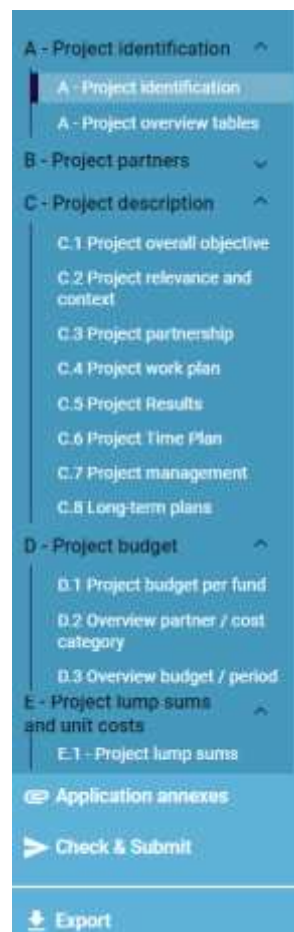 A - Project identification
A - Project identification
A - Project overview tables
B - Project partners
C - Project description
C.1 Project overall objective
C.2 Project relevance and
context
C.3 Project partnership
C.4 Project work plan
C.5 Project Results
C.6 Project Time Plan
C.7 Project management
C.8 Long-term plans
D - Project budget
D.1 Project budget per fund
D.2 Overview partner / cost
category
D.3 Overview budget / period
E - Project lump sums
and unit costs
E.1 - Project lump sums
Application annexes
Check & Submit
Export